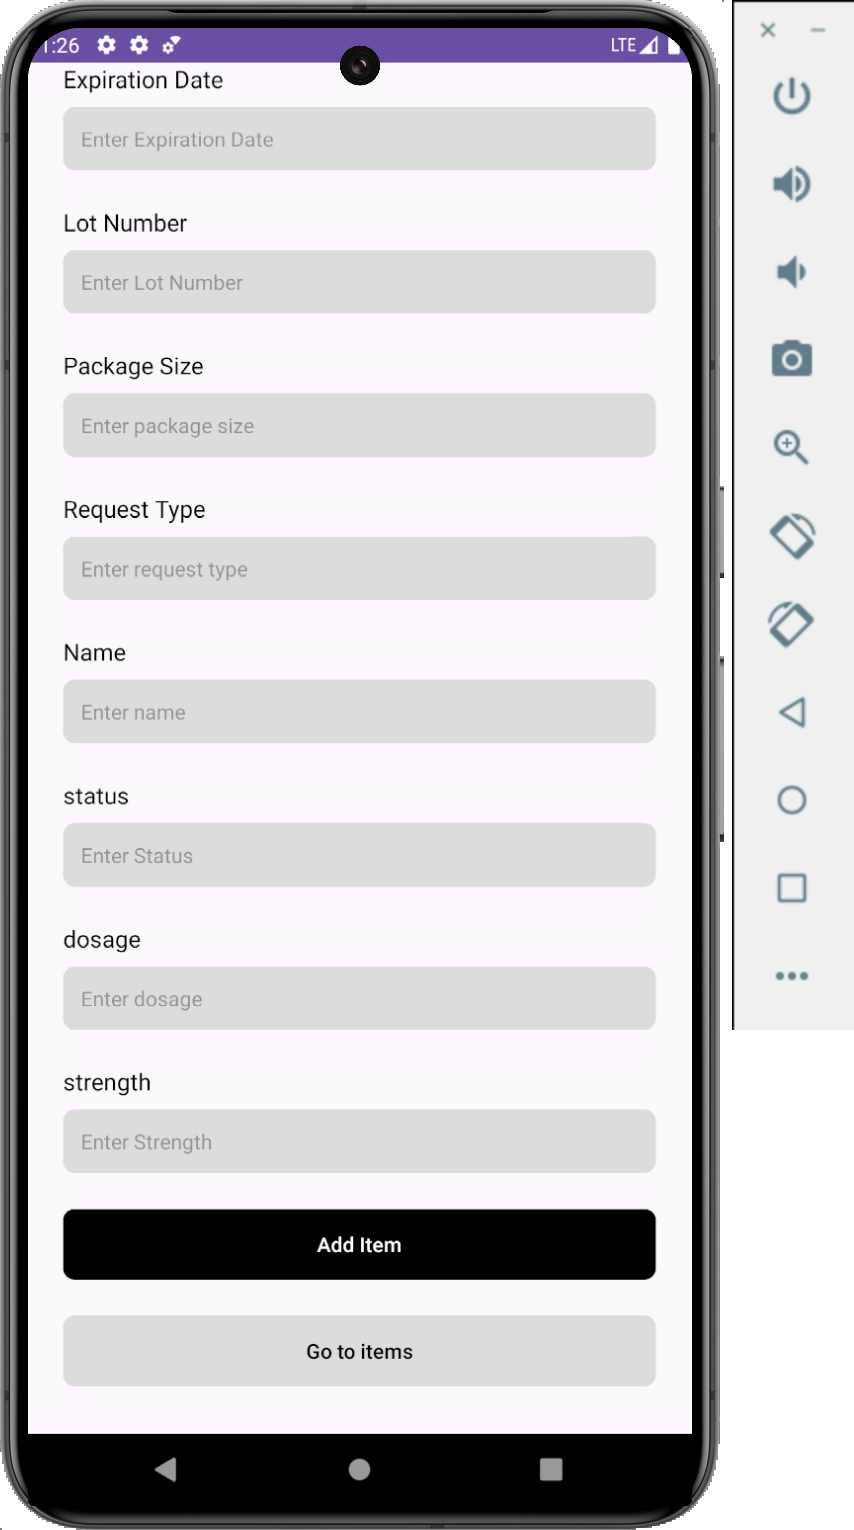 1:26
LTE
Expiration Date
Enter Expiration Date
Lot Number
Enter Lot Number
Package Size
Enter package size
Request Type
Enter request type
Name
Enter name
status
Enter Status
dosage
Enter dosage
strength
Enter Strength
Add Item
Go to items